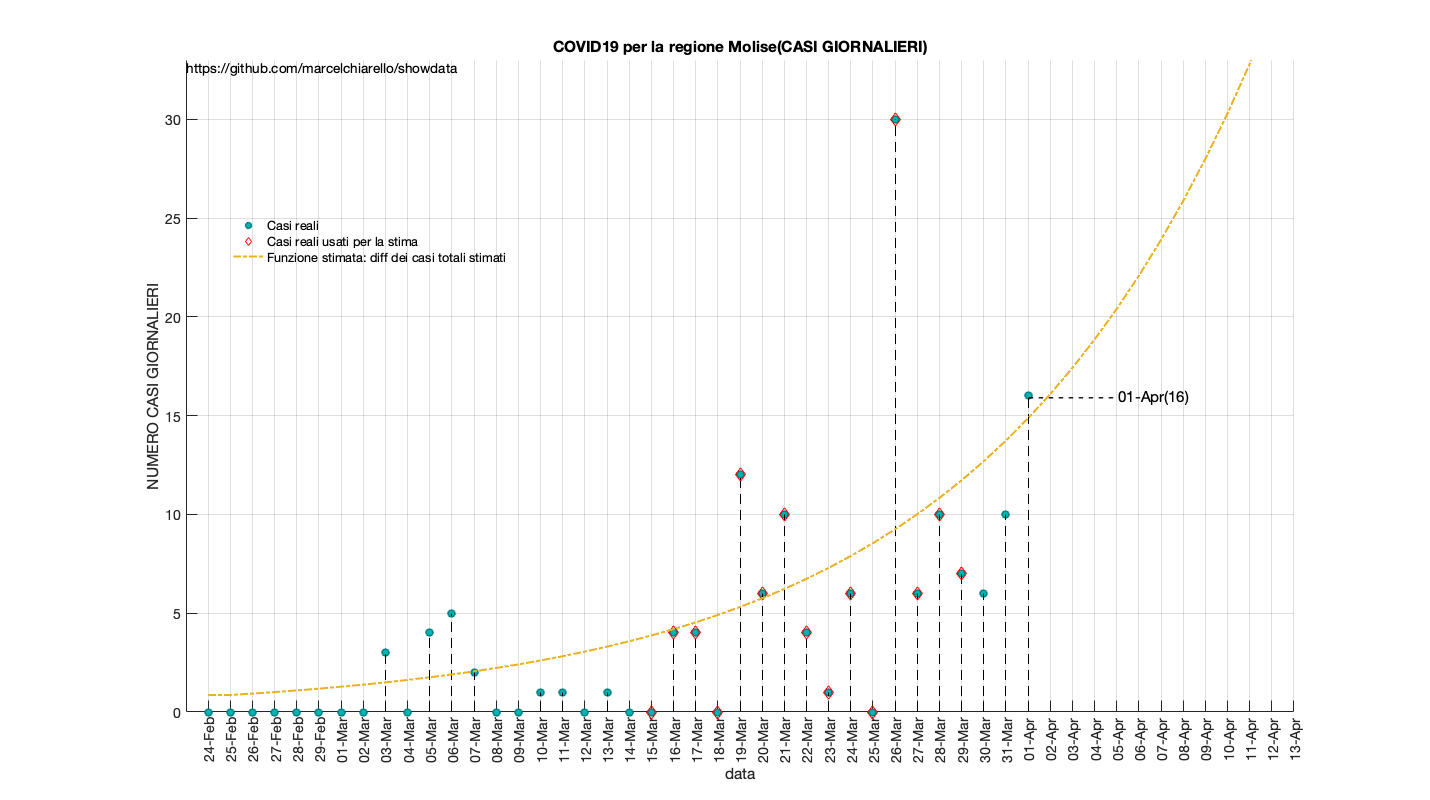 COVID19 per la regione Molise(CASI GIORNALIERI)
https://github.com/marcelchiarello/showdata
30
25
20
15
10
5
0
NUMERO CASI GIORNALIERI
Casi reali
Casi reali usati per la stima
Funzione stimata: diff dei casi totali stimati
01-Apr(16)
24-Feb
25-Feb
26-Feb
27-Feb
28-Feb
29-Feb
01-Mar
02-Mar
03-Mar
04-Mar
05-Mar
06-Mar
07-Mar
08-Mar
09-Mar
10-Mar
11-Mar
12-Mar
13-Mar
14-Mar
15-Mar
16-Mar
17-Mar
18-Mar
19-Mar
20-Mar
21-Mar
22-Mar
23-Mar
24-Mar
25-Mar
26-Mar
27-Mar
28-Mar
29-Mar
30-Mar
31-Mar
01-Apr
02-Apr
03-Apr
04-Apr
05-Apr
06-Apr
07-Apr
08-Apr
09-Apr
10-Apr
11-Apr
12-Apr
13-Apr
data